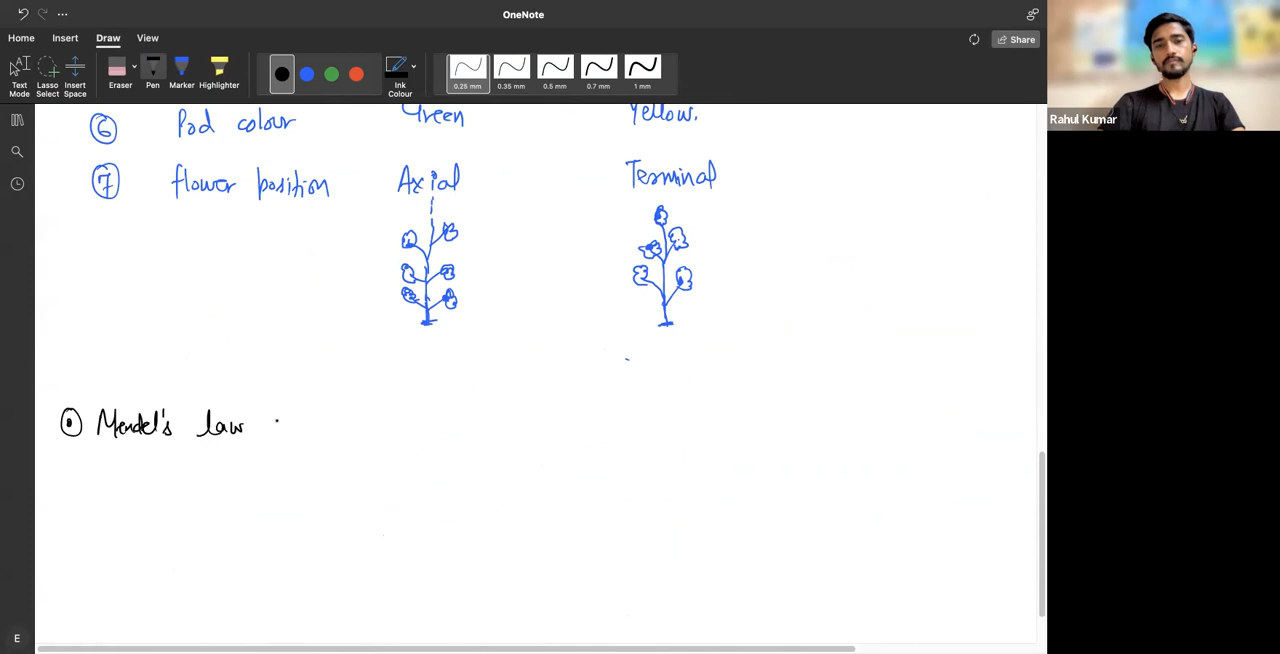 OneNote
Home Insert Draw View
Share
Text Mode
Lasso Select
Insert Space
Eraser
Pen
Marker
Highlighter
Ink Colour
0.25 mm
0.35 mm
0.5 mm
0.7 mm
1 mm
Rahul Kumar
6 Pod colour Green Yellow.
7 flower position Axial Terminal
Mendel's law
E